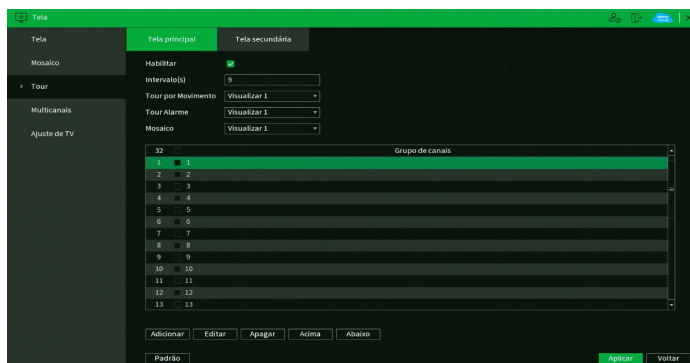 Tela
Tela
Mosaico
Tour
Multicanais
Ajuste de TV
Tela principal
Tela secundária
Habilitar
Intervalo(s) 9
Tour por Movimento Visualizar 1
Tour Alarme Visualizar 1
Mosaico Visualizar 1
32 Grupo de canais
1 1
2 2
3 3
4 4
5 5
6 6
7 7
8 8
9 9
10 10
11 11
12 12
13 13
Adicionar Editar Apagar Acima Abaixo
Padrão Aplicar Voltar